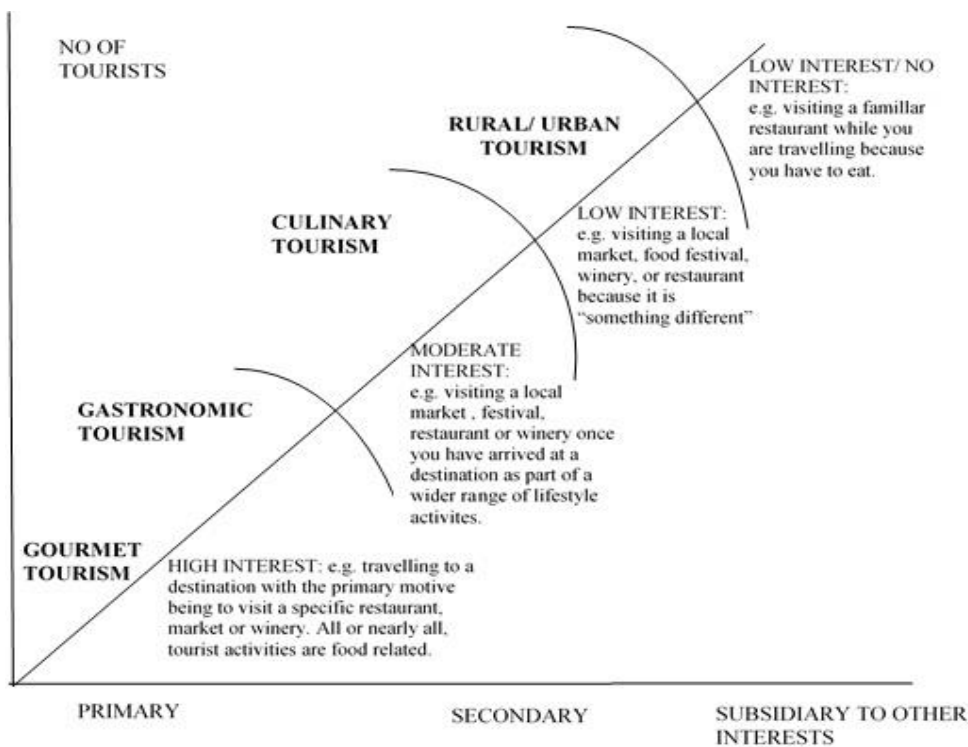 NO OF
TOURISTS
LOW INTEREST/ NO
INTEREST:
e.g. visiting a famillar
restaurant while you
are travelling because
you have to eat.
RURAL/ URBAN
TOURISM
CULINARY
TOURISM
LOW INTEREST:
e.g. visiting a local
market, food festival,
winery, or restaurant
because it is
“something different”
MODERATE
INTEREST:
e.g. visiting a local
market , festival,
restaurant or winery once
you have arrived at a
destination as part of a
wider range of lifestyle
activites.
GASTRONOMIC
TOURISM
GOURMET
TOURISM
HIGH INTEREST: e.g. travelling to a
destination with the primary motive
being to visit a specific restaurant,
market or winery. All or nearly all,
tourist activities are food related.
PRIMARY
SECONDARY
SUBSIDIARY TO OTHER
INTERESTS